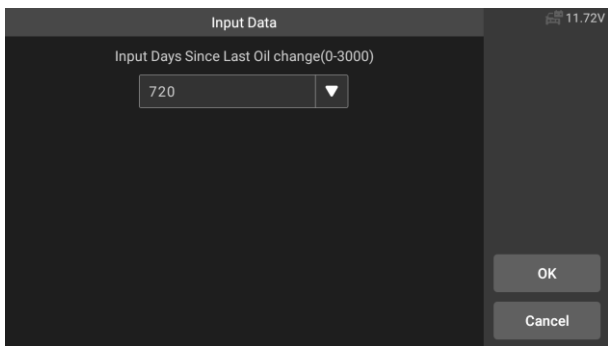 Input Data
11.72V
Input Days Since Last Oil change(0-3000)
720
OK
Cancel